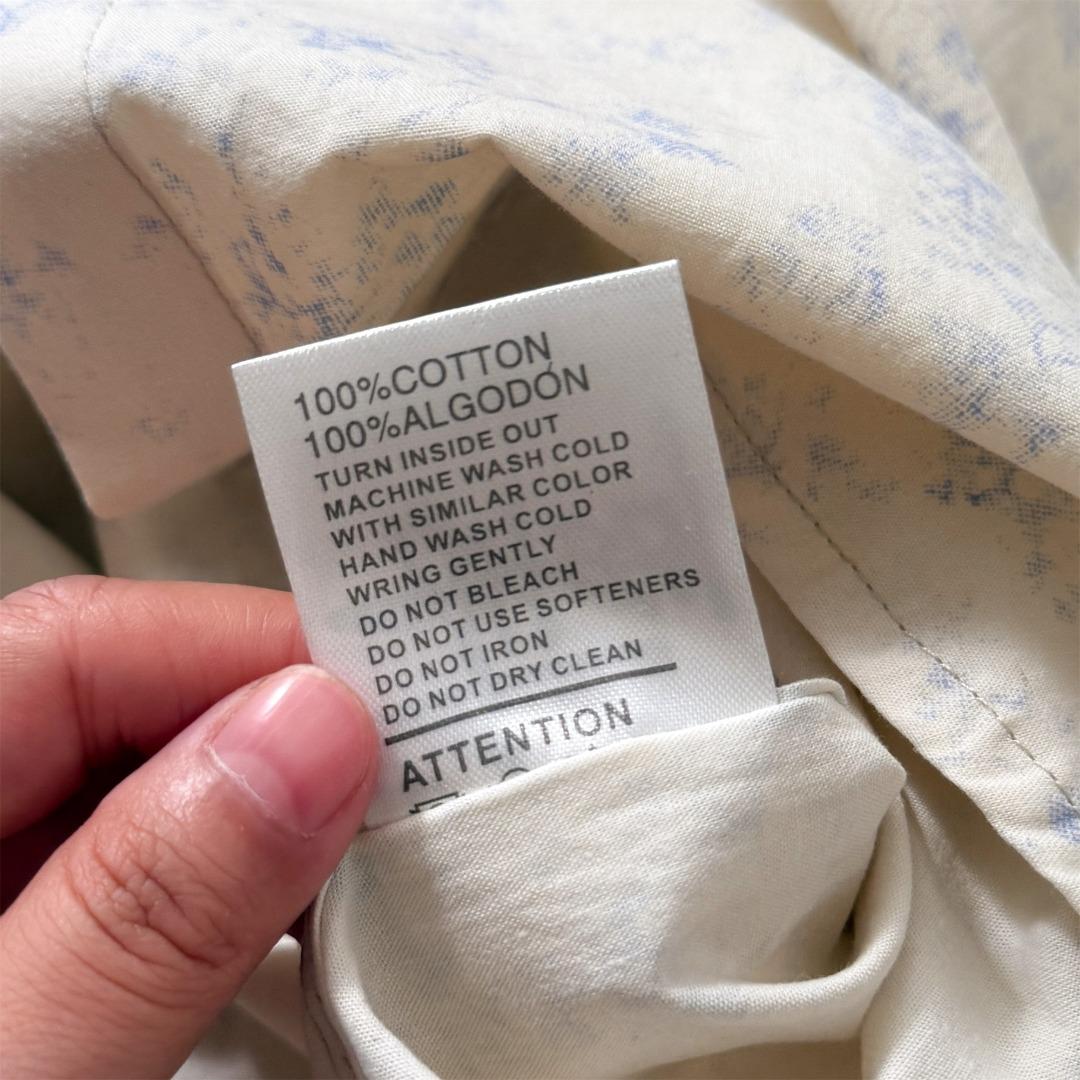 100%COTTON
100%ALGODÓN
TURN INSIDE OUT
MACHINE WASH COLD
WITH SIMILAR COLOR
HAND WASH COLD
WRING GENTLY
DO NOT BLEACH
DO NOT USE SOFTENERS
DO NOT IRON
DO NOT DRY CLEAN
ATTENTION